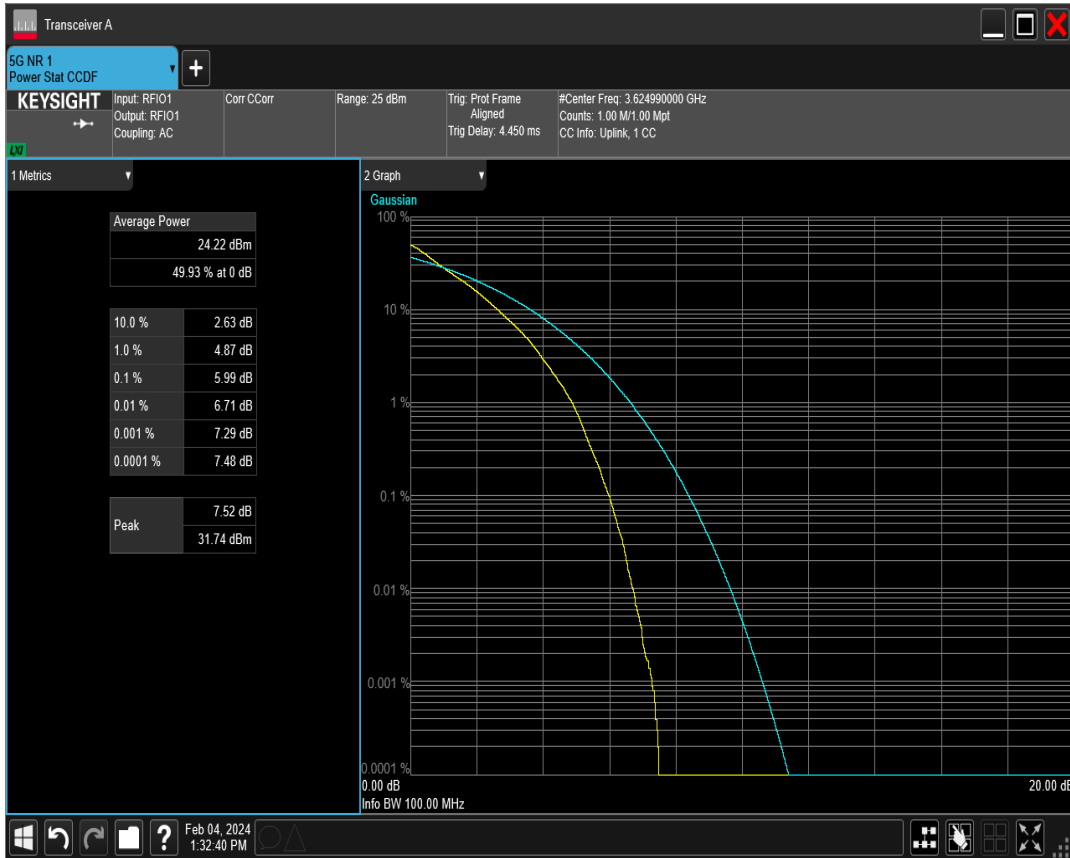 Transceiver A
5G NR 1
Power Stat CCDF
KEYSIGHT
LXI
Input: RFIO1
Output: RFIO1
Coupling: AC
Corr CCorr
Range: 25 dBm
Trig: Prot Frame
Aligned
Trig Delay: 4.450 ms
#Center Freq: 3.624990000 GHz
Counts: 1.00 M/1.00 Mpt
CC Info: Uplink, 1 CC
1 Metrics
Average Power
24.22 dBm
49.93 % at 0 dB
10.0 % 2.63 dB
1.0 % 4.87 dB
0.1 % 5.99 dB
0.01 % 6.71 dB
0.001 % 7.29 dB
0.0001 % 7.48 dB
Peak 7.52 dB
31.74 dBm
2 Graph
Gaussian
100 %
10 %
1 %
0.1 %
0.01 %
0.001 %
0.0001 %
0.00 dB 20.00 dB
Info BW 100.00 MHz
? Feb 04, 2024
1:32:40 PM